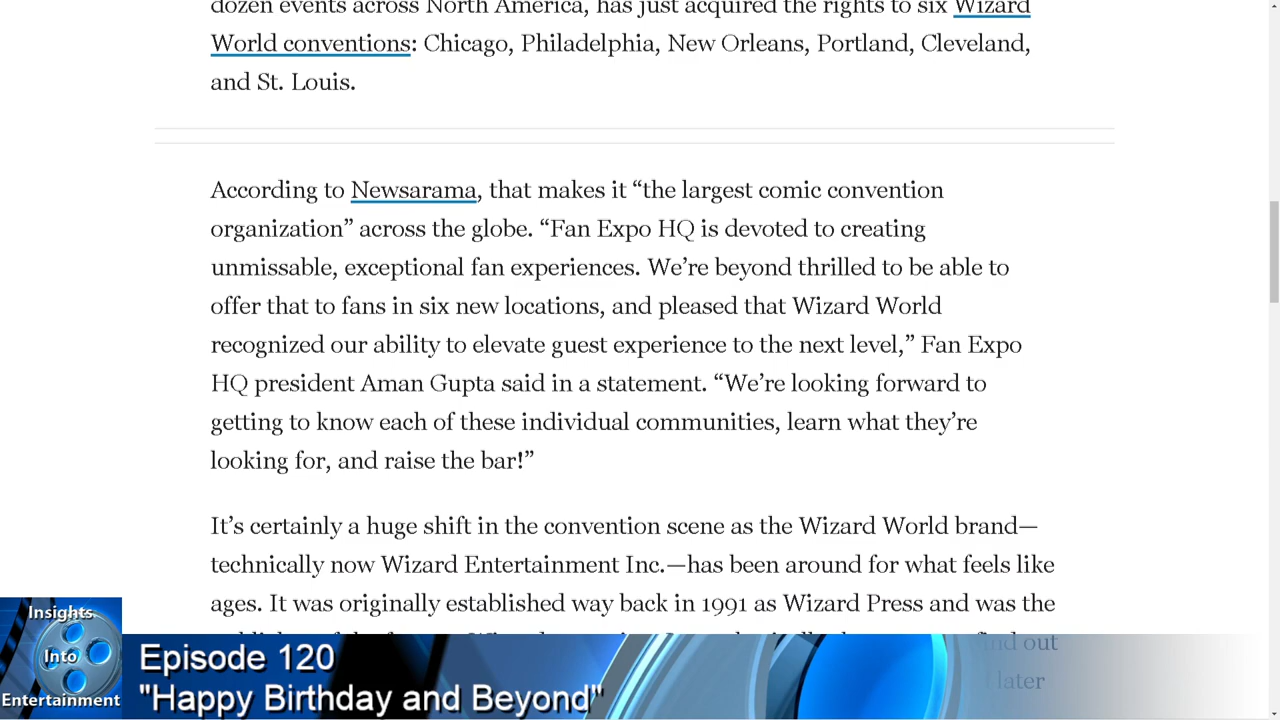 dozen events across North America, has just acquired the rights to six Wizard
World conventions: Chicago, Philadelphia, New Orleans, Portland, Cleveland,
and St. Louis.
According to Newsarama, that makes it “the largest comic convention
organization” across the globe. “Fan Expo HQ is devoted to creating
unmissable, exceptional fan experiences. We’re beyond thrilled to be able to
offer that to fans in six new locations, and pleased that Wizard World
recognized our ability to elevate guest experience to the next level,” Fan Expo
HQ president Aman Gupta said in a statement. “We’re looking forward to
getting to know each of these individual communities, learn what they’re
looking for, and raise the bar!”
It’s certainly a huge shift in the convention scene as the Wizard World brand—
technically now Wizard Entertainment Inc.—has been around for what feels like
ages. It was originally established way back in 1991 as Wizard Press and was the
find out
later
Insights
Into
Entertainment
Episode 120
"Happy Birthday and Beyond"